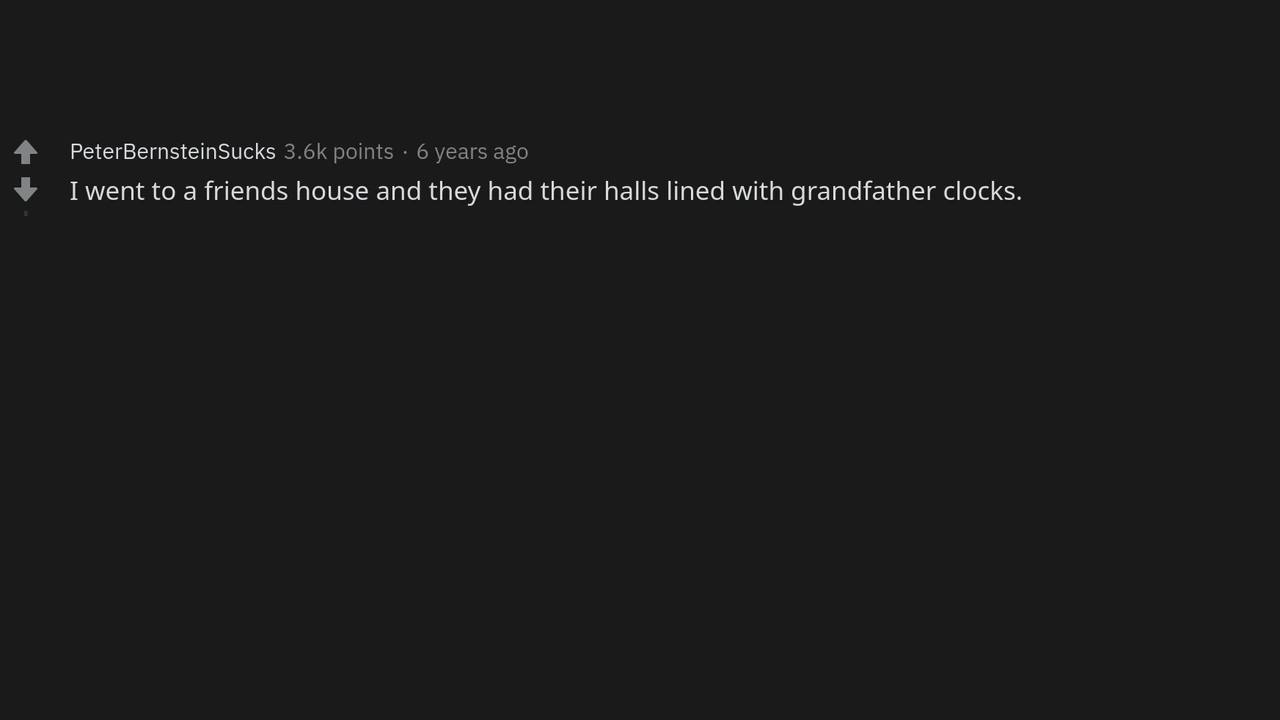 PeterBernsteinSucks 3.6k points · 6 years ago
I went to a friends house and they had their halls lined with grandfather clocks.